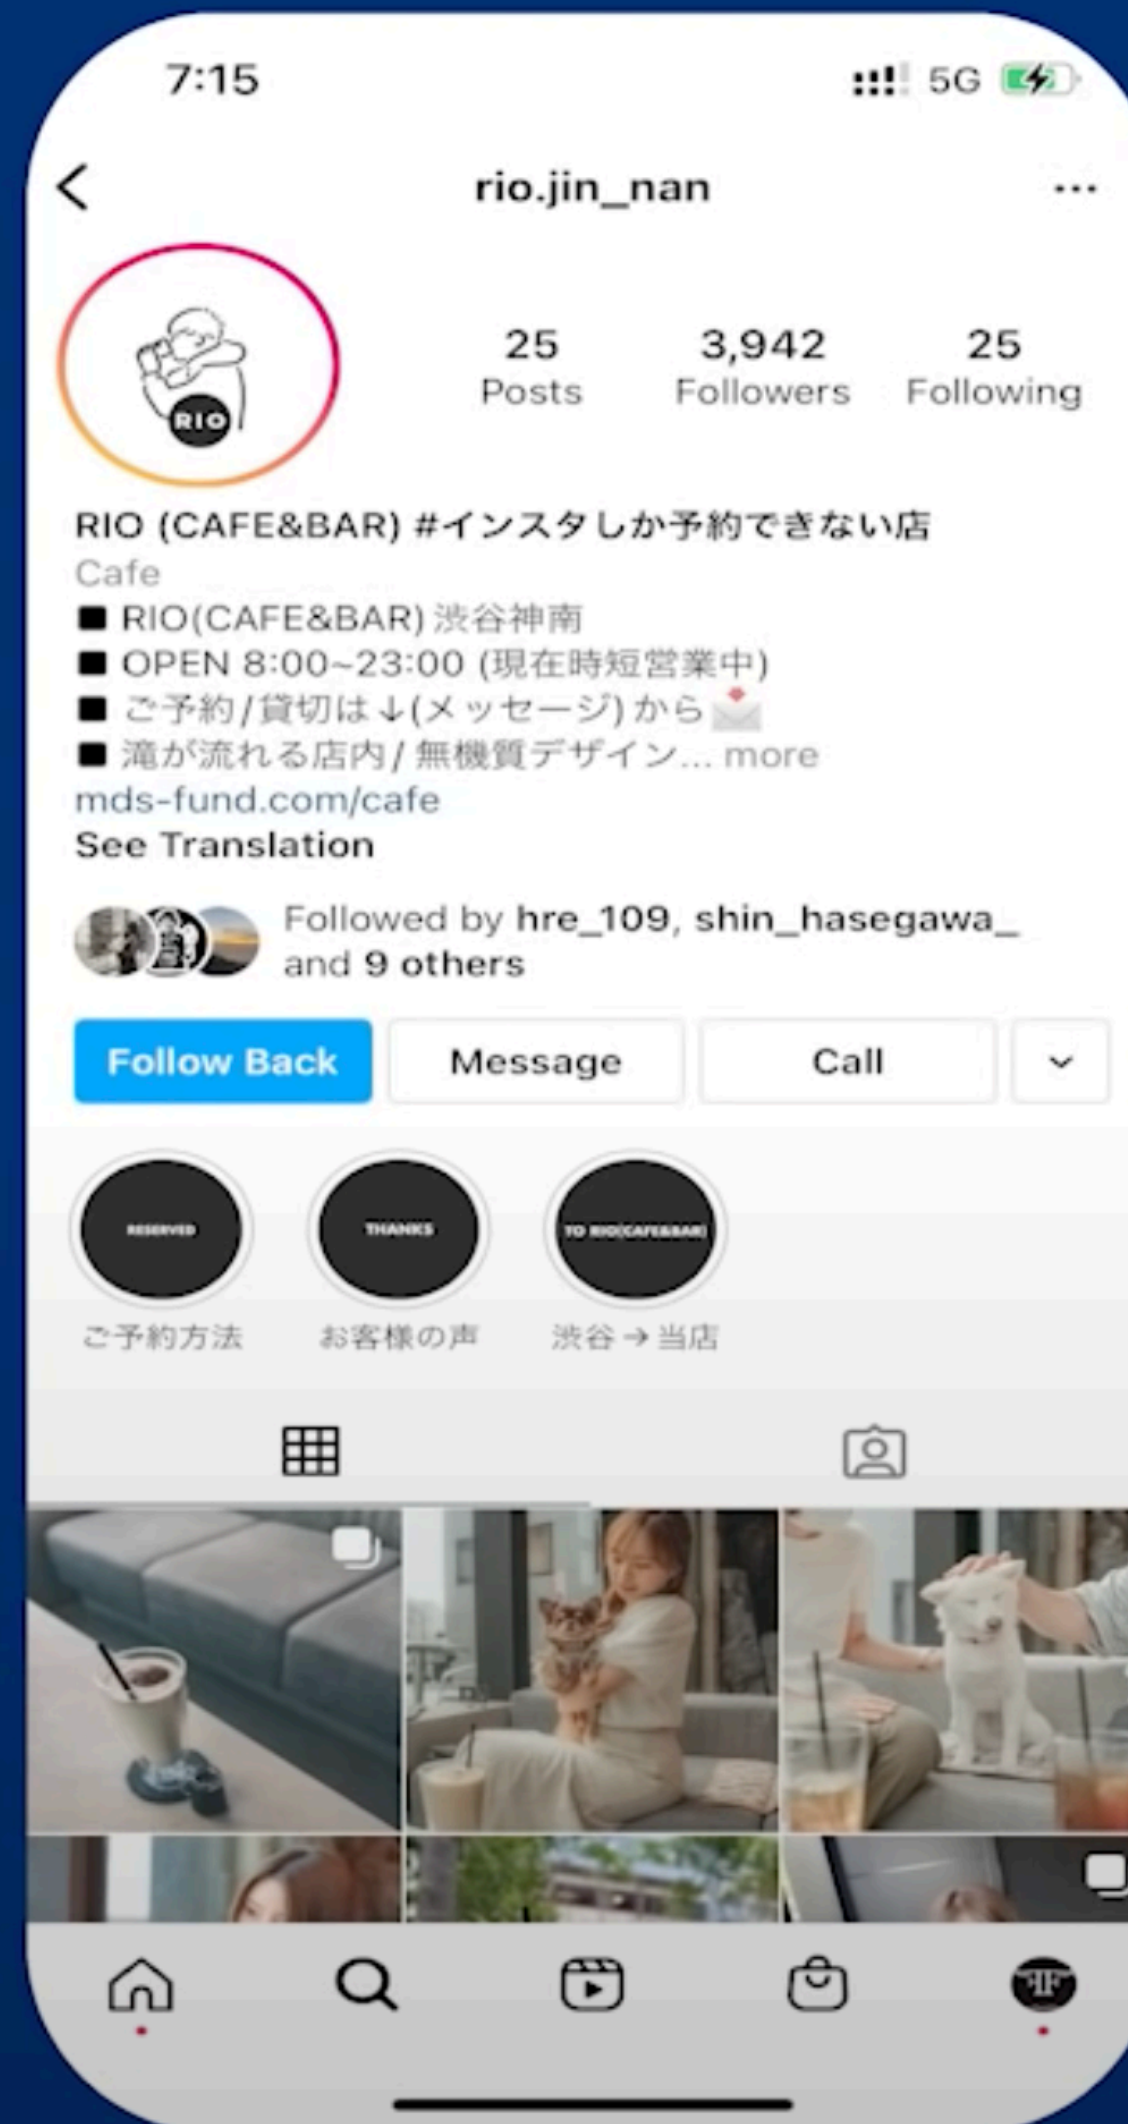 7:15
5G
rio.jin_nan
RIO
25
3,942
25
Posts
Followers
Following
RIO (CAFE&BAR) #インスタしか予約できない店
Cafe
■ RIO(CAFE&BAR) 渋谷神南
■ OPEN 8:00~23:00 (現在時短営業中)
■ ご予約/貸切は↓(メッセージ)から📩
■ 滝が流れる店内/ 無機質デザイン... more
mds-fund.com/cafe
See Translation
Followed by hre_109, shin_hasegawa_
and 9 others
Follow Back
Message
Call
RESERVED
THANKS
TO RIO(CAFE&BAR)
ご予約方法
お客様の声
渋谷→当店